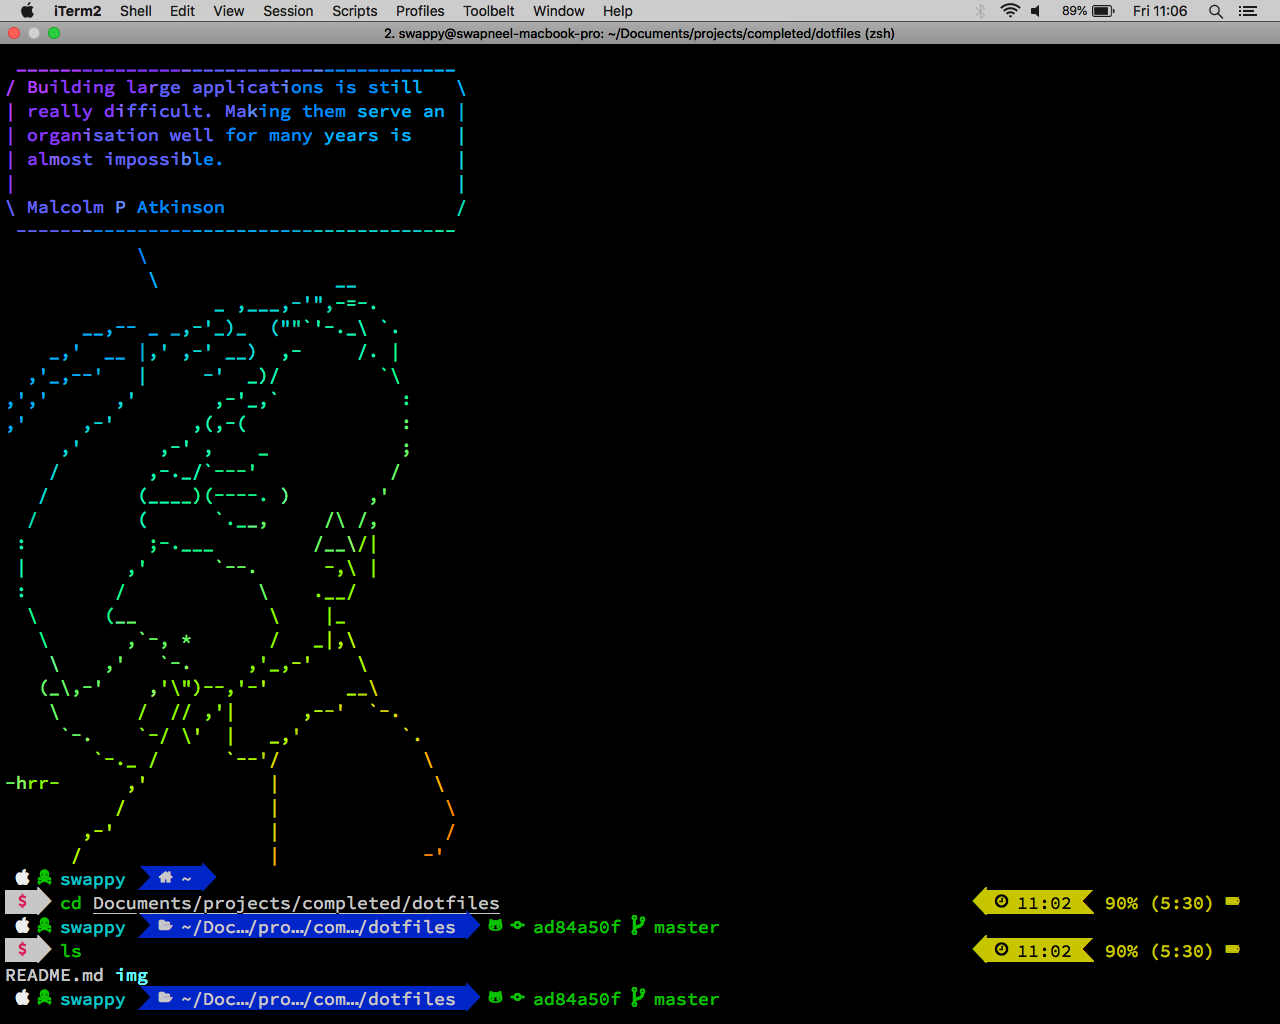 iTerm2 Shell Edit View Session Scripts Profiles Toolbelt Window Help 89% Fri 11:06
2. swappy@swapneel-macbook-pro: ~/Documents/projects/completed/dotfiles (zsh)
Building large applications is still
really difficult. Making them serve an
organisation well for many years is
almost impossible.
Malcolm P Atkinson
-hrr-
swappy ~
$ cd Documents/projects/completed/dotfiles 11:02 90% (5:30)
swappy ~/Doc…/pro…/com…/dotfiles ad84a50f master
$ ls 11:02 90% (5:30)
README.md img
swappy ~/Doc…/pro…/com…/dotfiles ad84a50f master